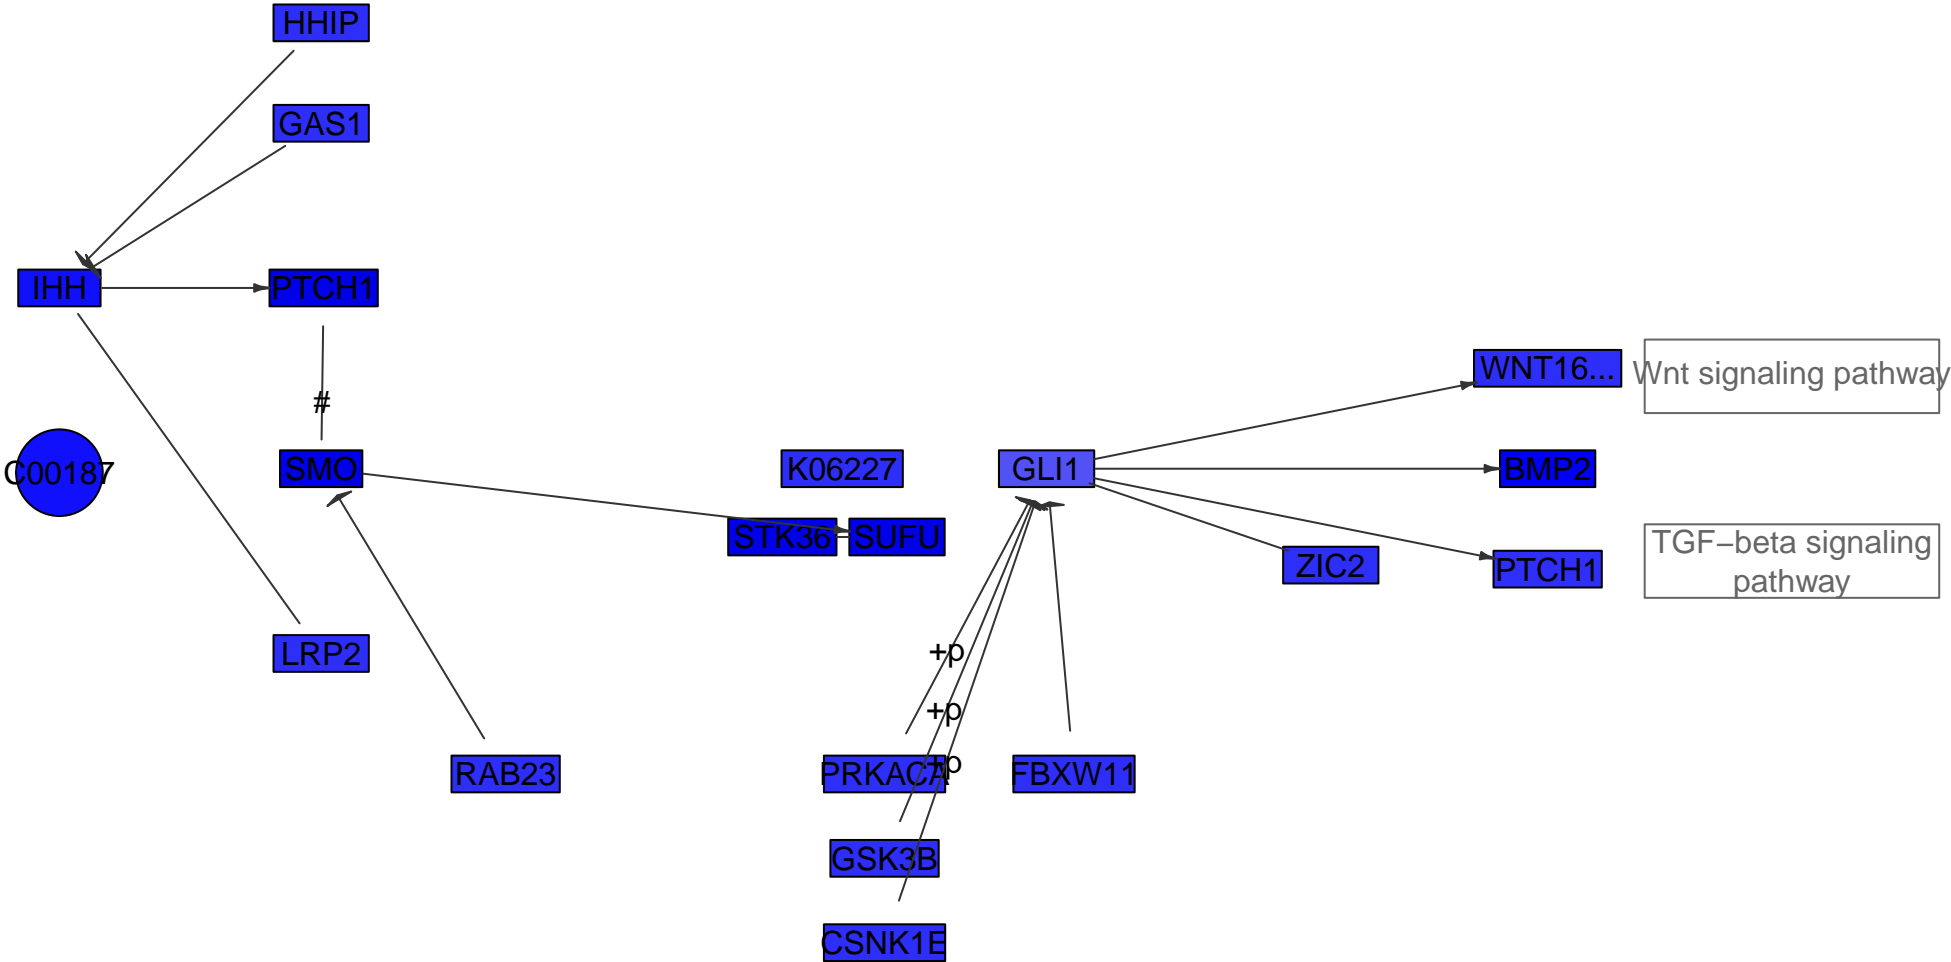 HHIP
GAS1
IHH
PTCH1
WNT16...
Wnt signaling pathway
#
C00187
SMO
K06227
GLI1
BMP2
STK36
SUFU
ZIC2
PTCH1
TGF−beta signaling
pathway
LRP2
+p
+p
+p
RAB23
PRKACA
FBXW11
GSK3B
CSNK1E